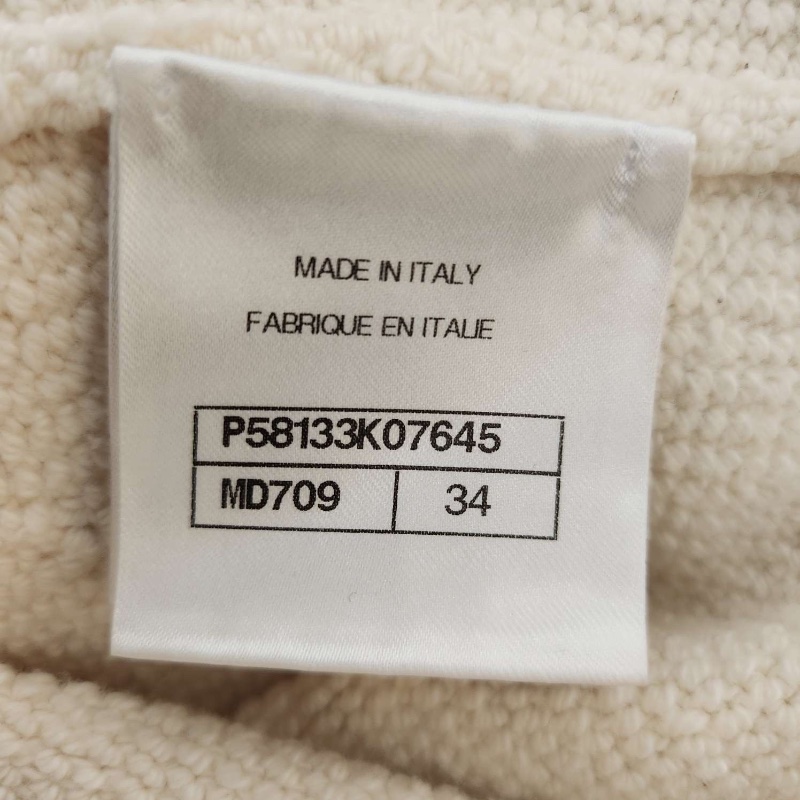 MADE IN ITALY
FABRIQUE EN ITALIE
P58133K07645
MD709 34